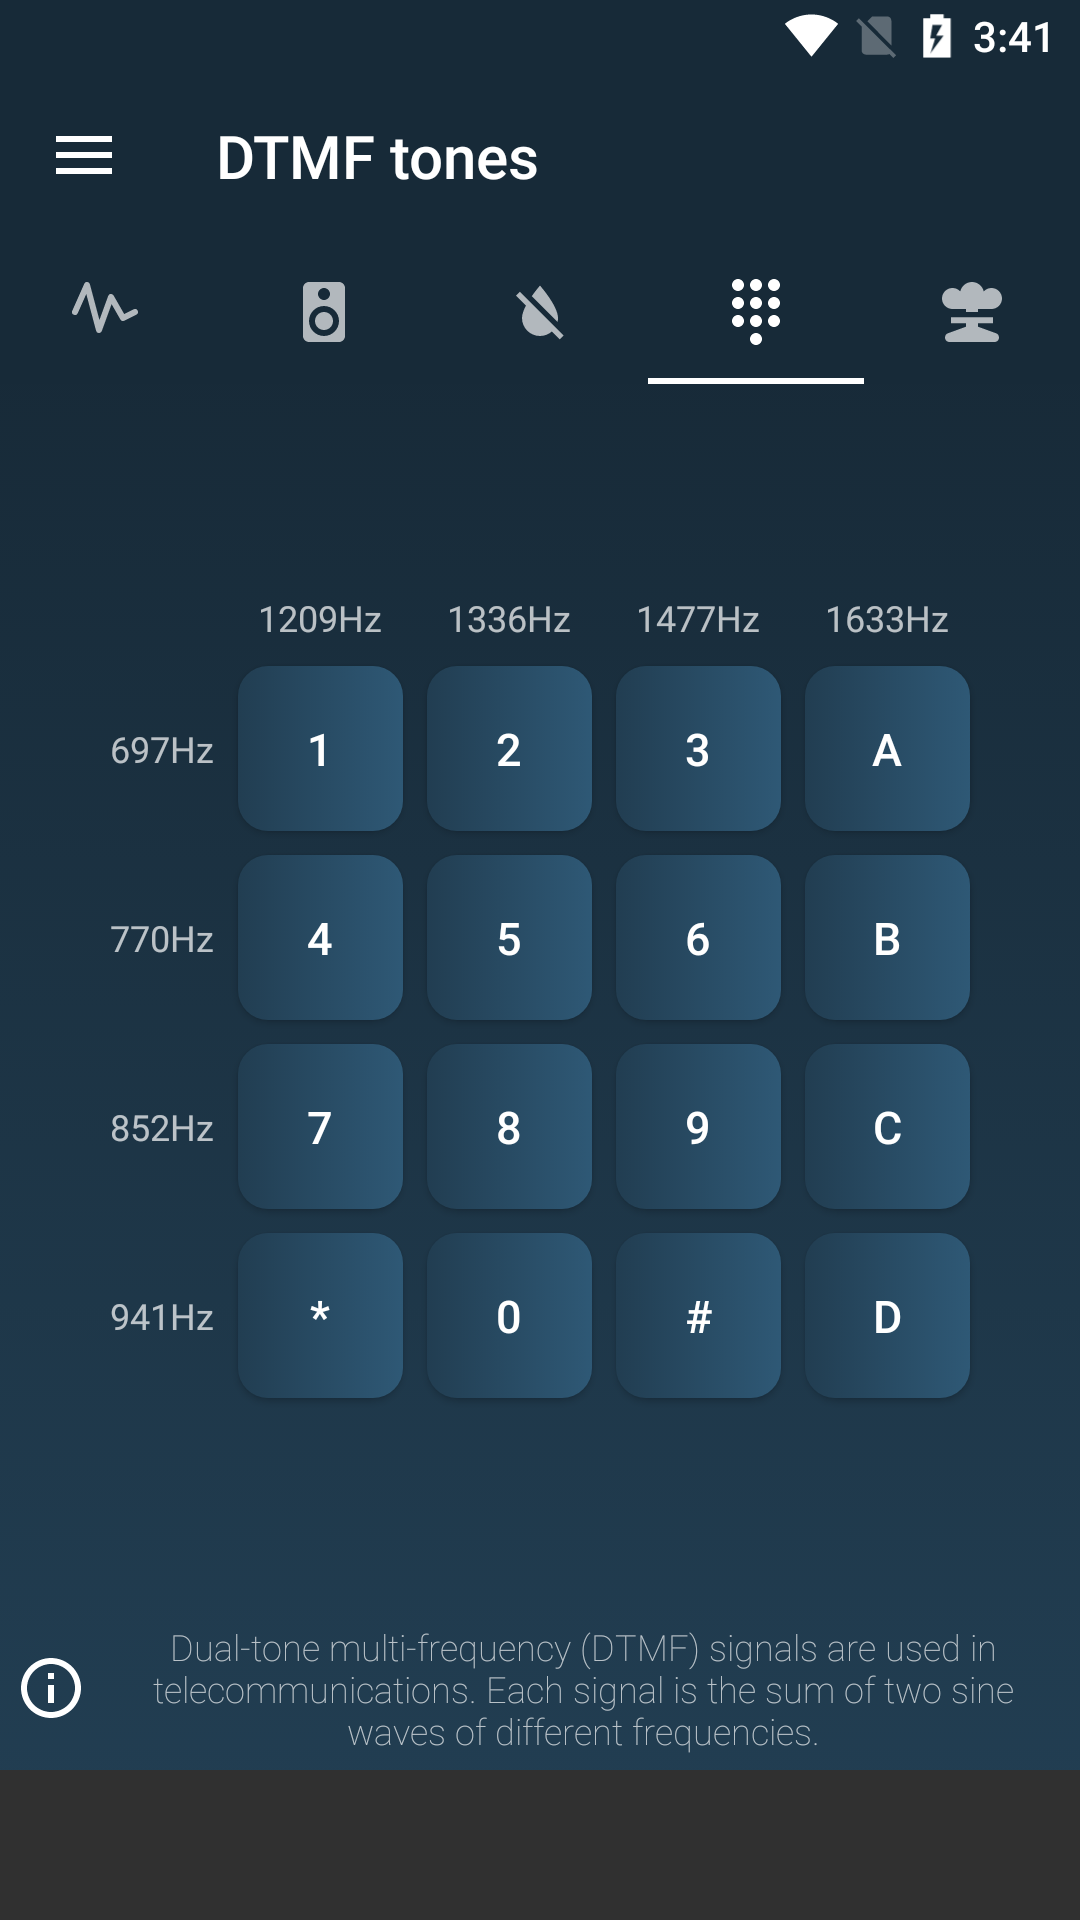 3:41
DTMF tones
1209Hz 1336Hz 1477Hz 1633Hz
697Hz 1 2 3 A
770Hz 4 5 6 B
852Hz 7 8 9 C
941Hz * 0 # D
Dual-tone multi-frequency (DTMF) signals are used in
telecommunications. Each signal is the sum of two sine
waves of different frequencies.